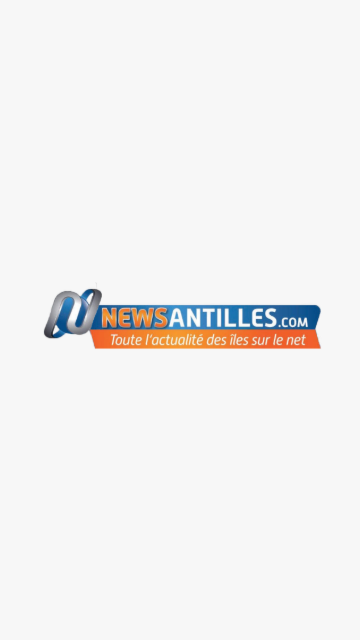 NEWSANTILLES.COM
Toute l'actualité des îles sur le net